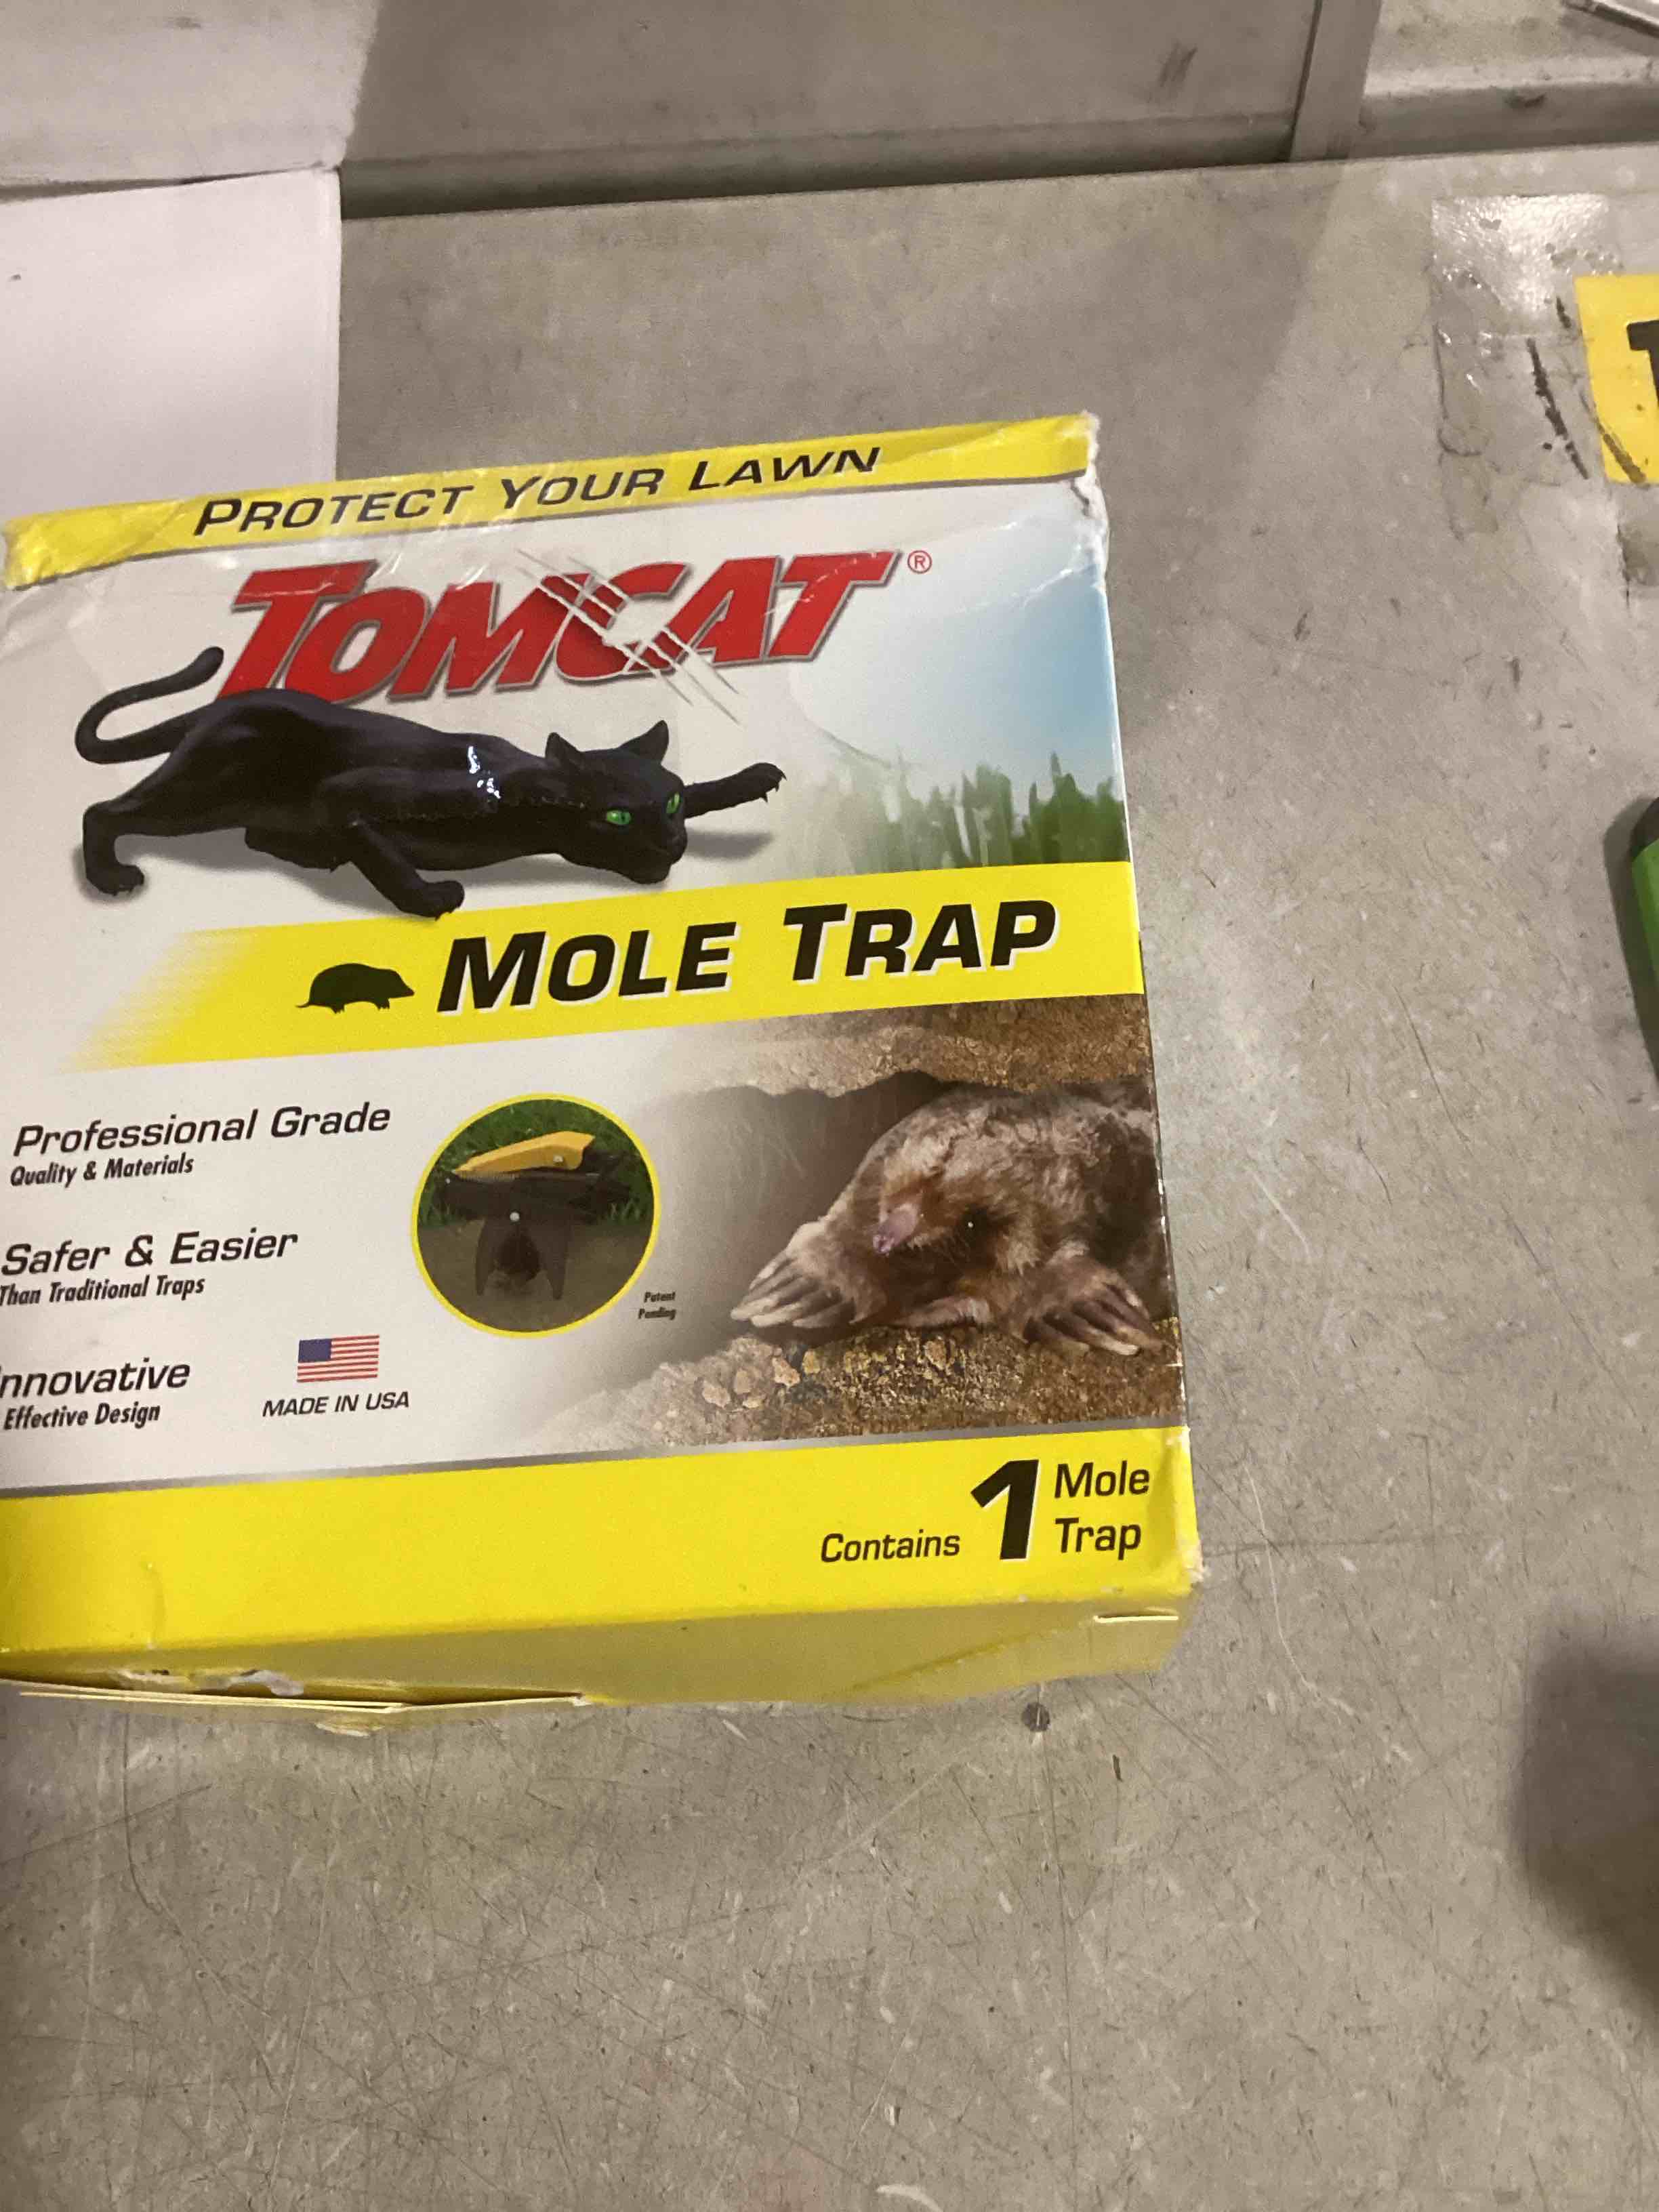 PROTECT YOUR LAWN
TOMCAT®
MOLE TRAP
Professional Grade
Quality & Materials
Safer & Easier
Than Traditional Traps
Patent
Pending
nnovative
Effective Design
MADE IN USA
Contains 1 Mole
Trap